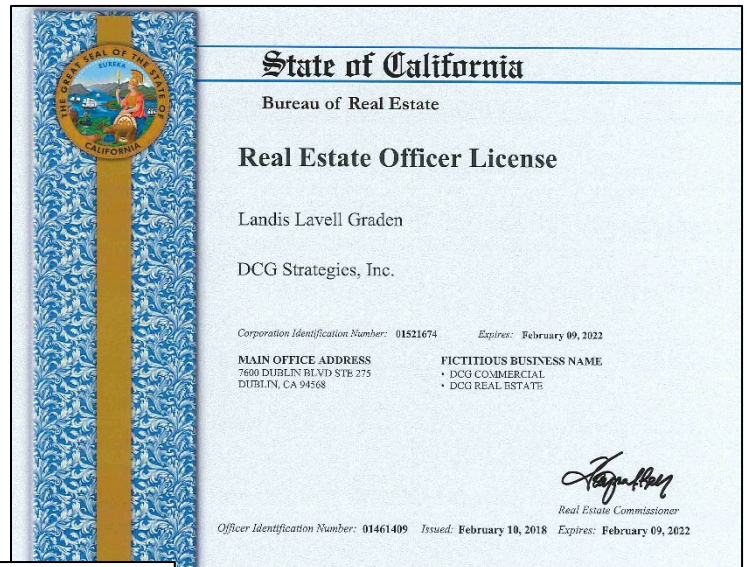 THE GREAT SEAL OF THE STATE OF CALIFORNIA
EUREKA
State of California
Bureau of Real Estate
Real Estate Officer License
Landis Lavell Graden
DCG Strategies, Inc.
Corporation Identification Number: 01521674 Expires: February 09, 2022
MAIN OFFICE ADDRESS
7600 DUBLIN BLVD STE 275
DUBLIN, CA 94568
FICTITIOUS BUSINESS NAME
• DCG COMMERCIAL
• DCG REAL ESTATE
Real Estate Commissioner
Officer Identification Number: 01461409 Issued: February 10, 2018 Expires: February 09, 2022